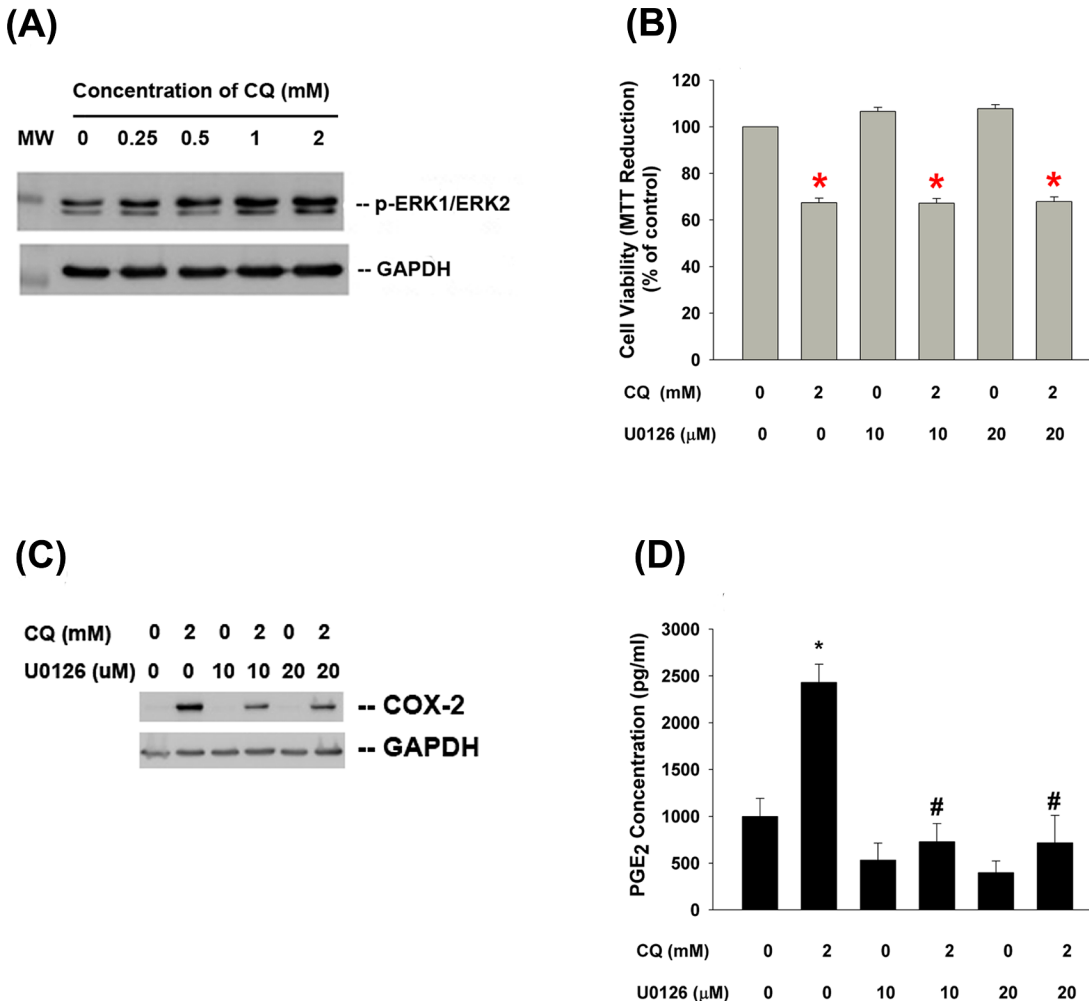 (A)
Concentration of CQ (mM)
MW 0 0.25 0.5 1 2
-- p-ERK1/ERK2
-- GAPDH
(B)
Cell Viability (MTT Reduction)
(% of control)
120
100
80
60
40
20
0
* * *
CQ (mM) 0 2 0 2 0 2
U0126 (μM) 0 0 10 10 20 20
(C)
CQ (mM) 0 2 0 2 0 2
U0126 (uM) 0 0 10 10 20 20
-- COX-2
-- GAPDH
(D)
PGE2 Concentration (pg/ml)
3000
2500
2000
1500
1000
500
0
* # #
CQ (mM) 0 2 0 2 0 2
U0126 (μM) 0 0 10 10 20 20